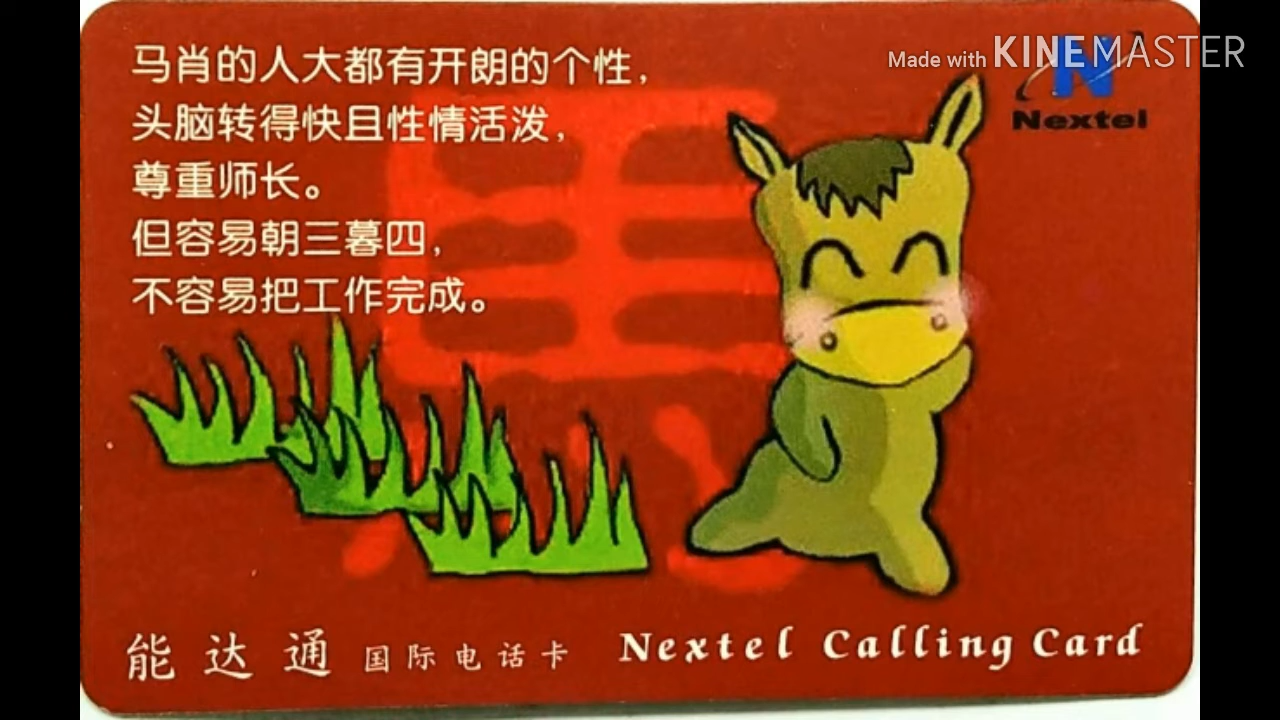 马肖的人大都有开朗的个性，
头脑转得快且性情活泼，
尊重师长。
但容易朝三暮四，
不容易把工作完成。
Made with KINEMASTER
N
Nextel
能达通 国际电话卡 Nextel Calling Card